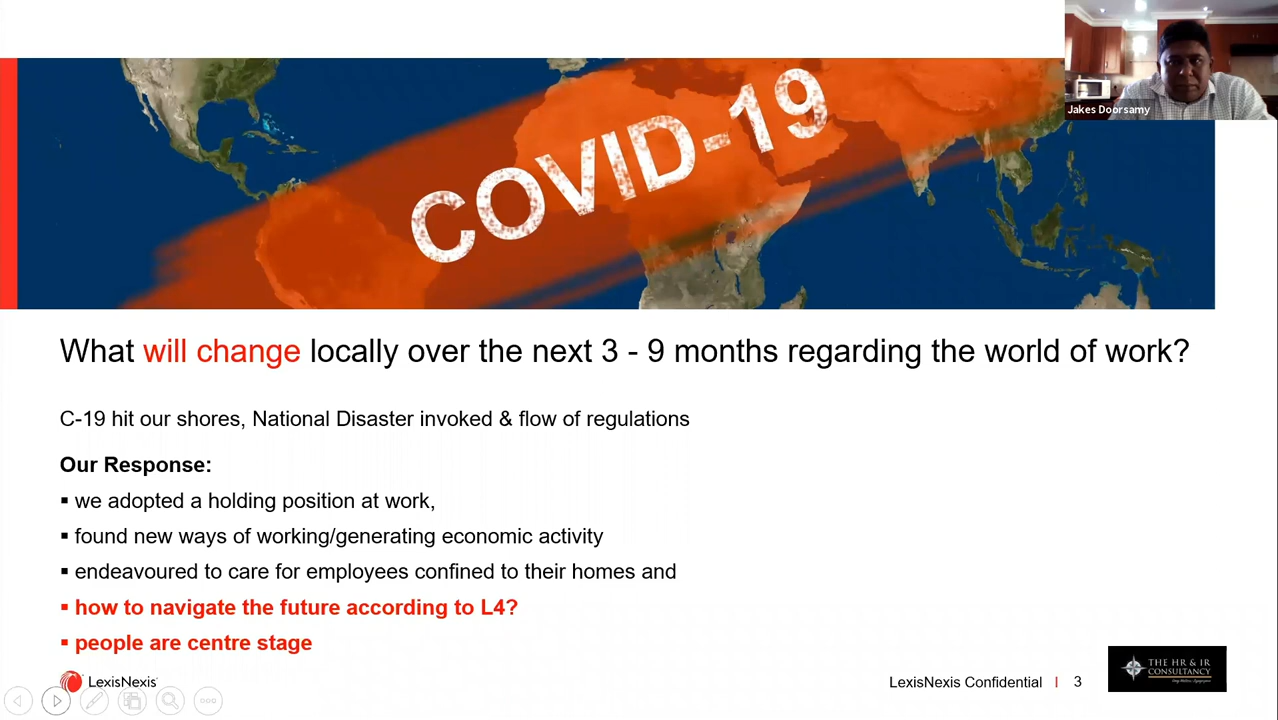 COVID-19
Jakes Doorsamy
What will change locally over the next 3 - 9 months regarding the world of work?
C-19 hit our shores, National Disaster invoked & flow of regulations
Our Response:
▪ we adopted a holding position at work,
▪ found new ways of working/generating economic activity
▪ endeavoured to care for employees confined to their homes and
▪ how to navigate the future according to L4?
▪ people are centre stage
LexisNexis
LexisNexis Confidential | 3
THE HR & IR
CONSULTANCY